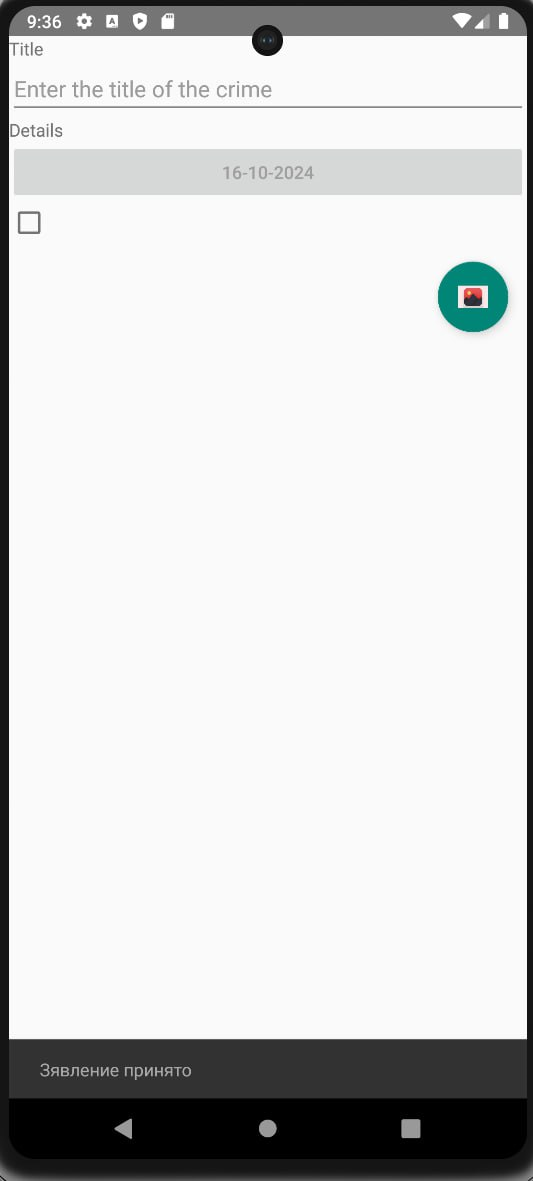 9:36
Title
Enter the title of the crime
Details
16-10-2024
Зявление принято